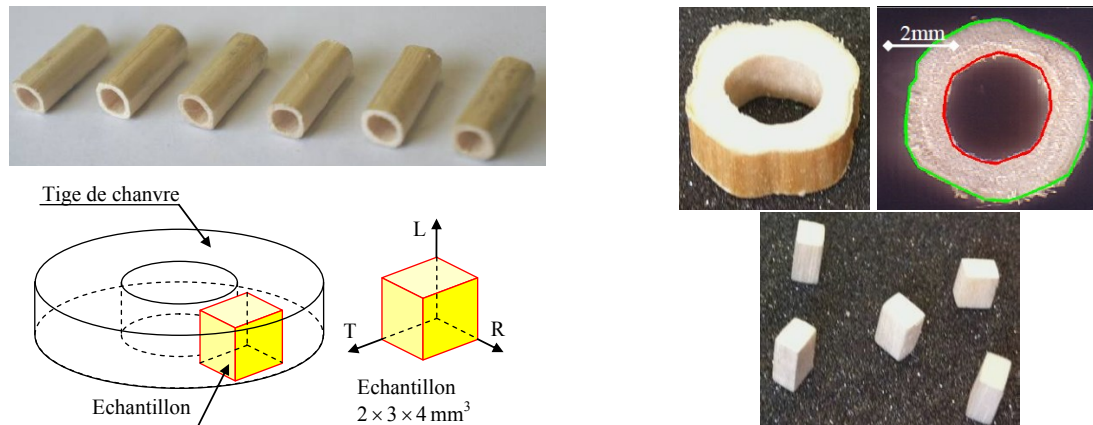 2mm
Tige de chanvre
L
T
R
Echantillon
Echantillon
2 × 3 × 4 mm³